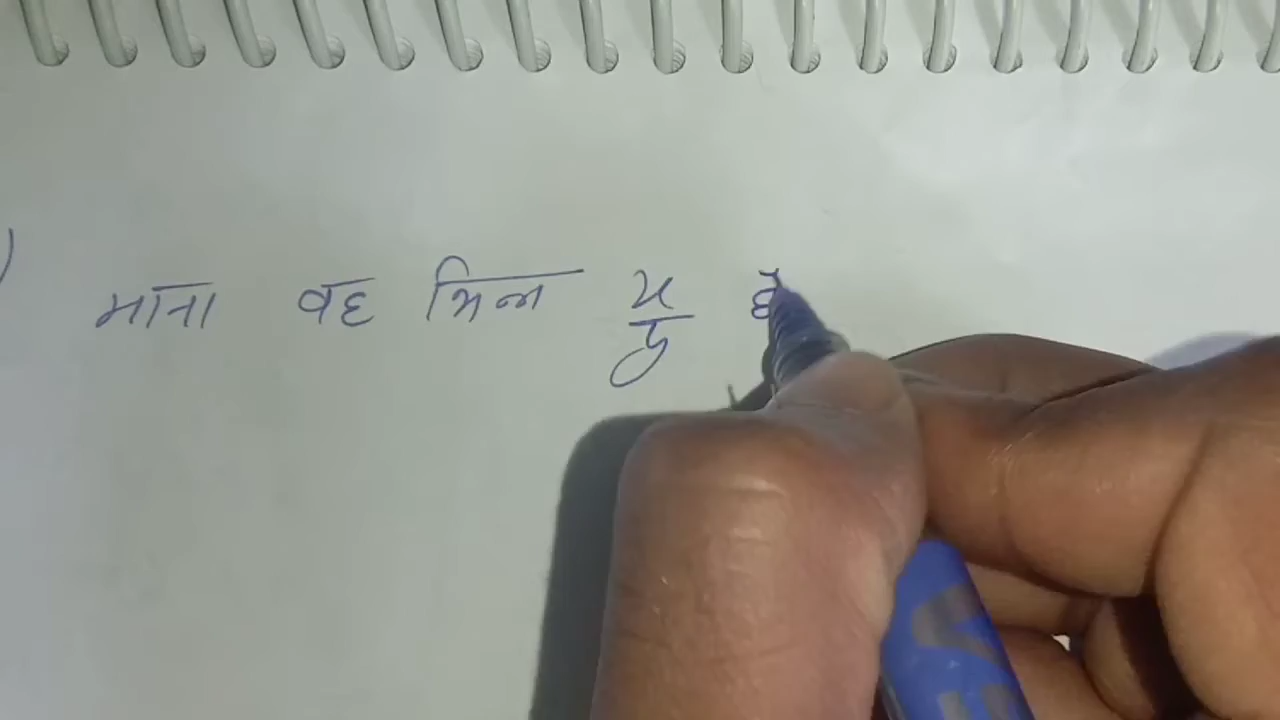 ) माना वह भिन्न x/y है